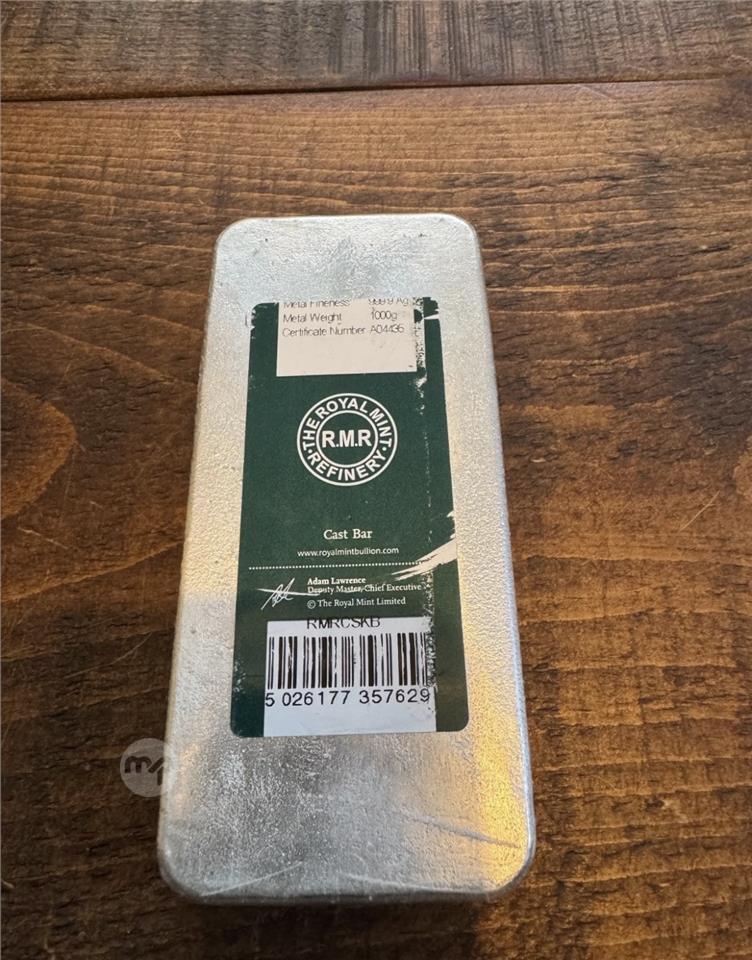 Metal Fineness 999.9 Ag
Metal Weight 1000g
Certificate Number A04436
THE ROYAL MINT
R.M.R
REFINERY
Cast Bar
www.royalmintbullion.com
Adam Lawrence
Deputy Master, Chief Executive
© The Royal Mint Limited
RMRCSKB
5 026177 357629